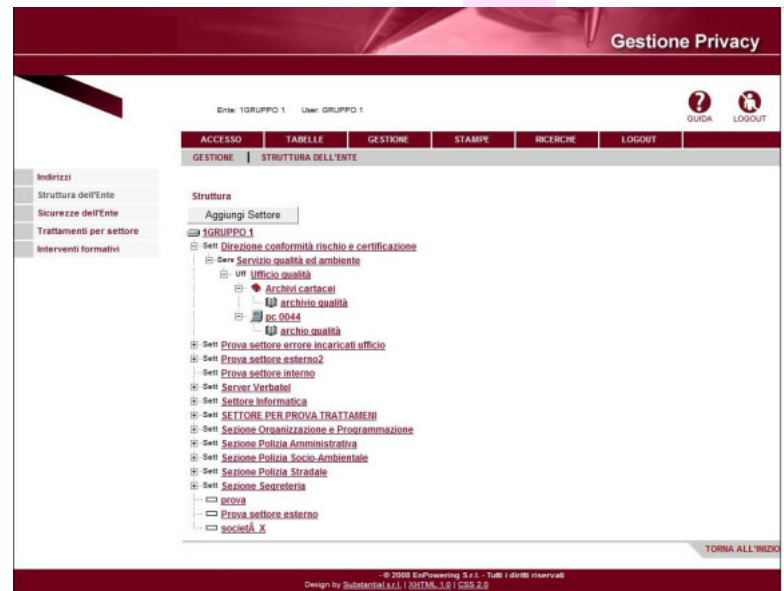 Gestione Privacy
Ente: 1GRUPPO 1 User: GRUPPO 1
GUIDA LOGOUT
ACCESSO TABELLE GESTIONE STAMPE RICERCHE LOGOUT
GESTIONE | STRUTTURA DELL'ENTE
Indirizzi
Struttura dell'Ente
Sicurezze dell'Ente
Trattamenti per settore
Interventi formativi
Struttura
Aggiungi Settore
1GRUPPO 1
Sett Direzione conformità rischio e certificazione
Serv Servizio qualità ed ambiente
Uff Ufficio qualità
Archivi cartacei
archivio qualità
pc 0044
archio qualità
Sett Prova settore errore incaricati ufficio
Sett Prova settore esterno2
Sett Prova settore interno
Sett Server Verbatel
Sett Settore Informatica
Sett SETTORE PER PROVA TRATTAMENI
Sett Sezione Organizzazione e Programmazione
Sett Sezione Polizia Amministrativa
Sett Sezione Polizia Socio-Ambientale
Sett Sezione Polizia Stradale
Sett Sezione Segreteria
prova
Prova settore esterno
societÃ X
TORNA ALL'INIZIO
- © 2008 EnPowering S.r.l. - Tutti i diritti riservati
Design by Substantial s.r.l. | XHTML 1.0 | CSS 2.0